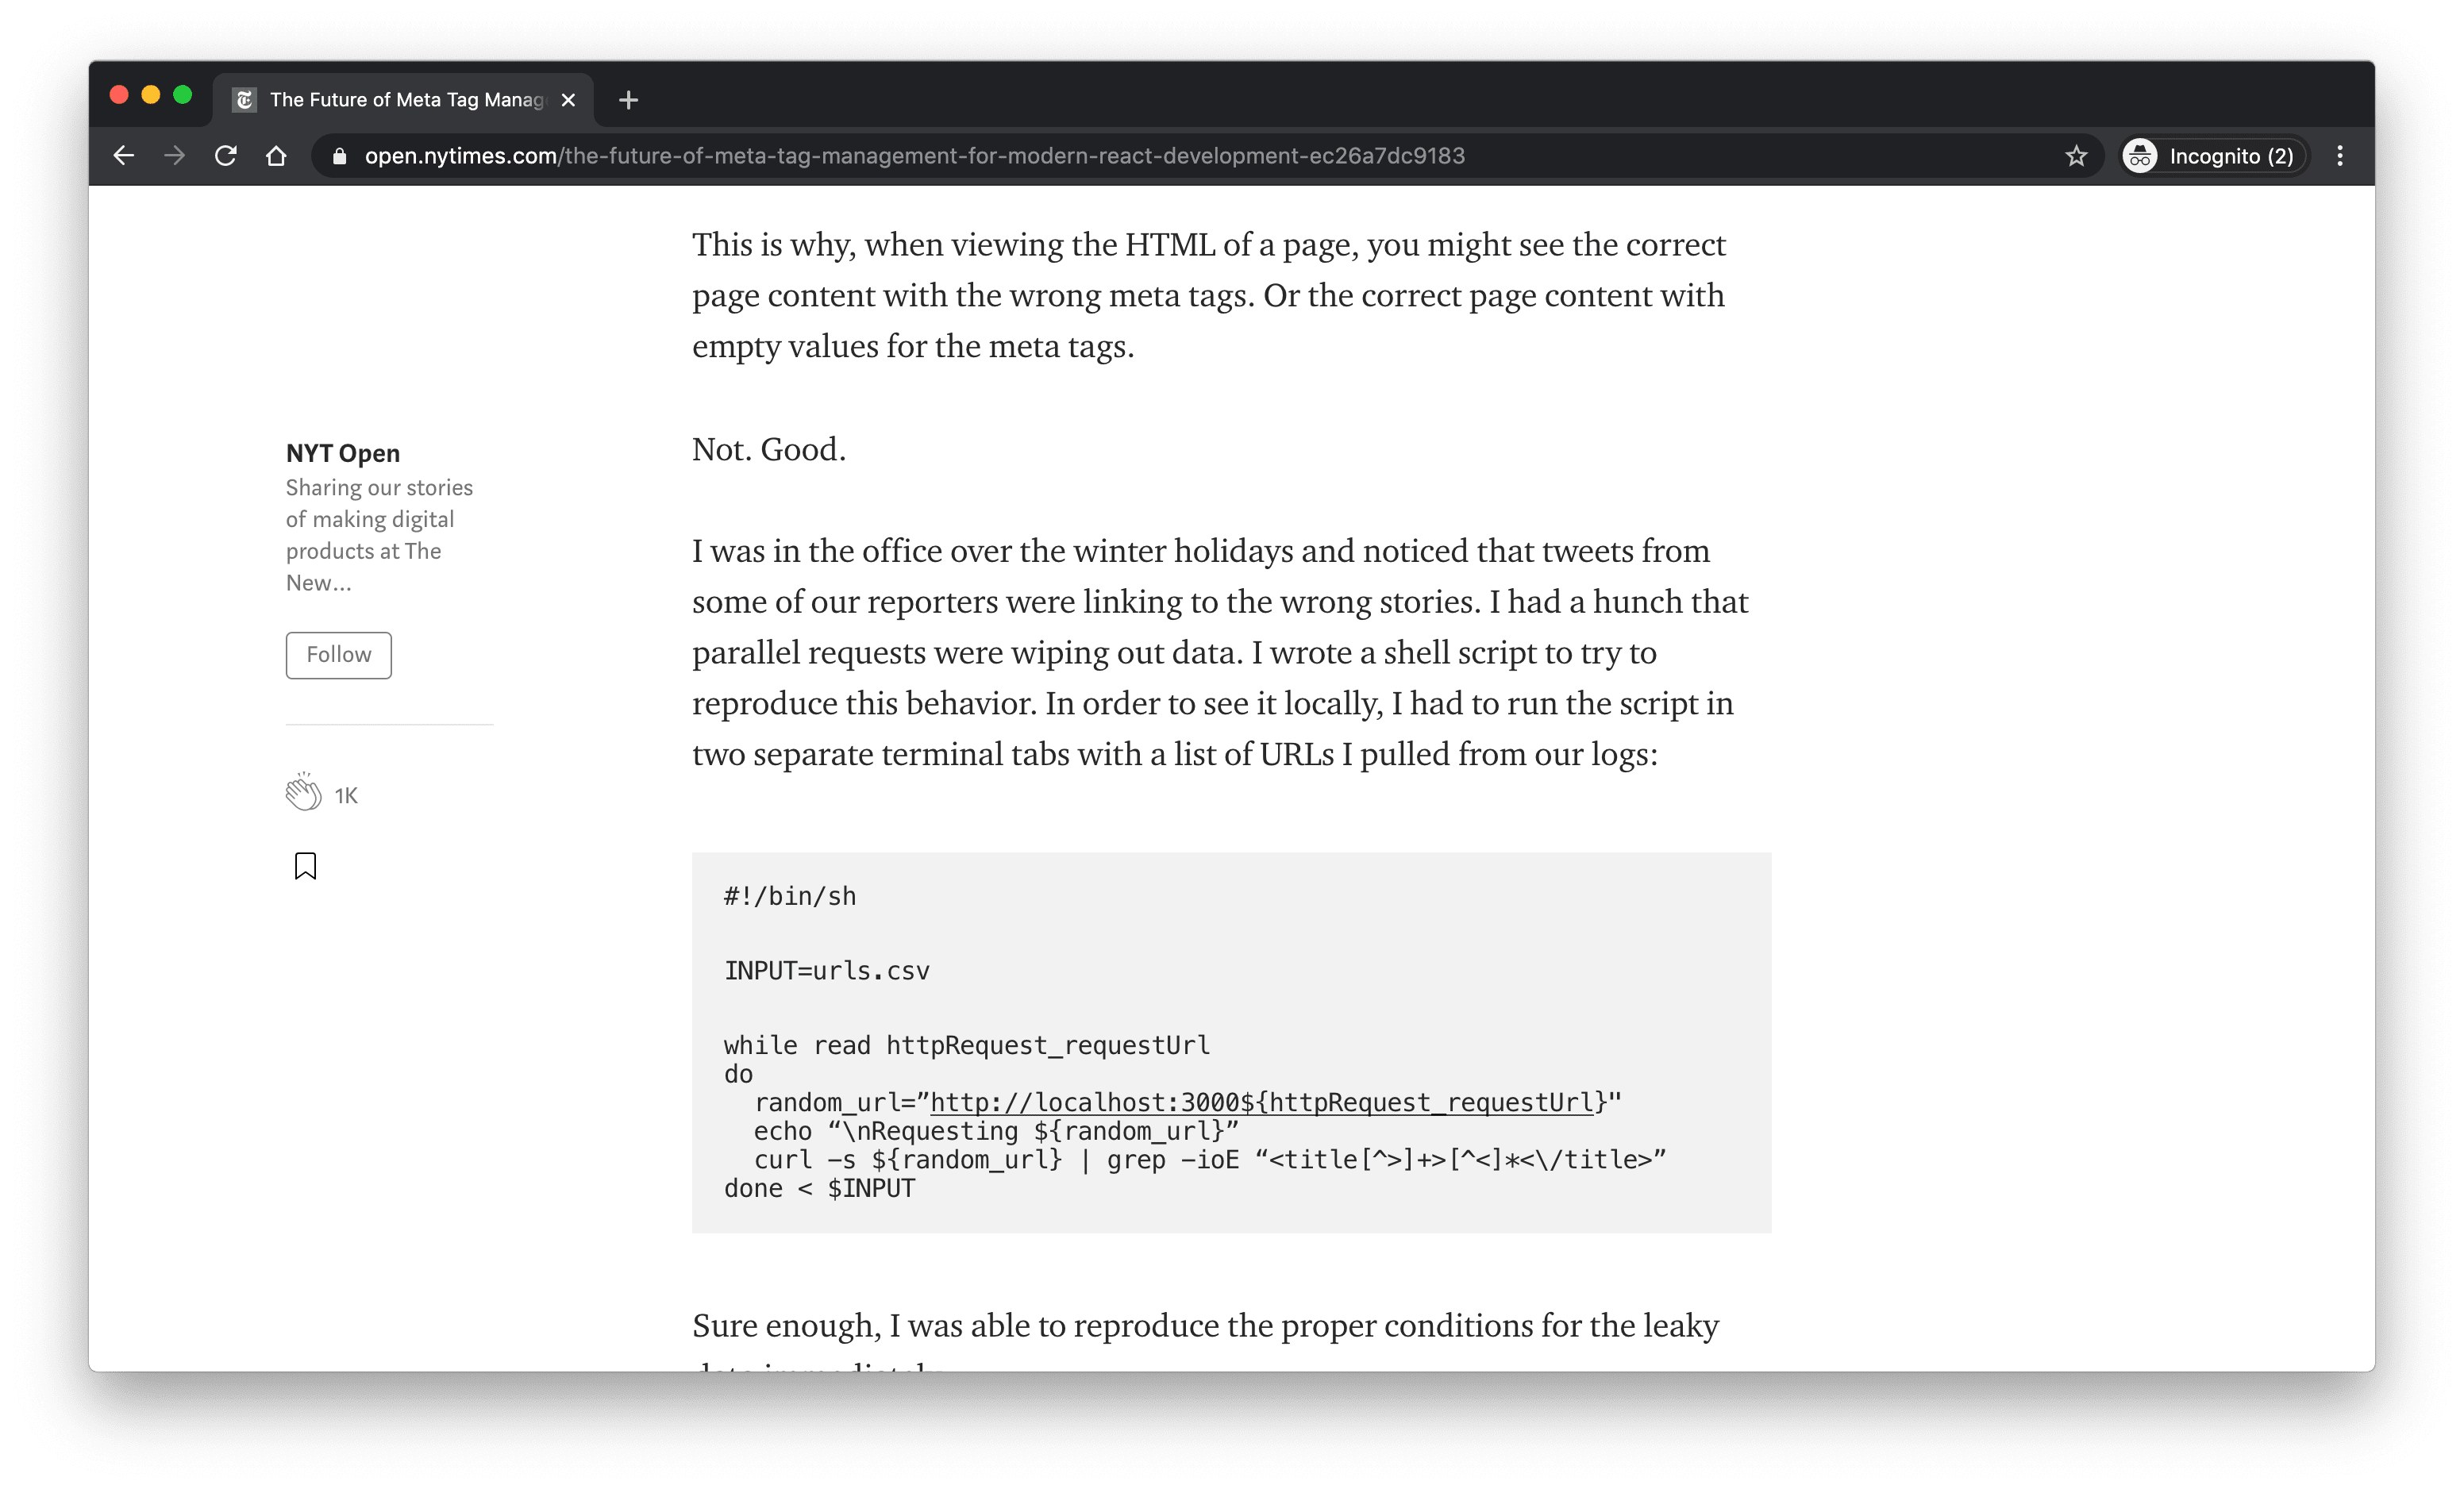 The Future of Meta Tag Manag
open.nytimes.com/the-future-of-meta-tag-management-for-modern-react-development-ec26a7dc9183
Incognito (2)
This is why, when viewing the HTML of a page, you might see the correct
page content with the wrong meta tags. Or the correct page content with
empty values for the meta tags.
Not. Good.
NYT Open
Sharing our stories
of making digital
products at The
New…
Follow
1K
I was in the office over the winter holidays and noticed that tweets from
some of our reporters were linking to the wrong stories. I had a hunch that
parallel requests were wiping out data. I wrote a shell script to try to
reproduce this behavior. In order to see it locally, I had to run the script in
two separate terminal tabs with a list of URLs I pulled from our logs:
#!/bin/sh
INPUT=urls.csv
while read httpRequest_requestUrl
do
random_url=”http://localhost:3000${httpRequest_requestUrl}"
echo “\nRequesting ${random_url}”
curl –s ${random_url} | grep –ioE “<title[^>]+>[^<]*<\/title>”
done < $INPUT
Sure enough, I was able to reproduce the proper conditions for the leaky
data immediately